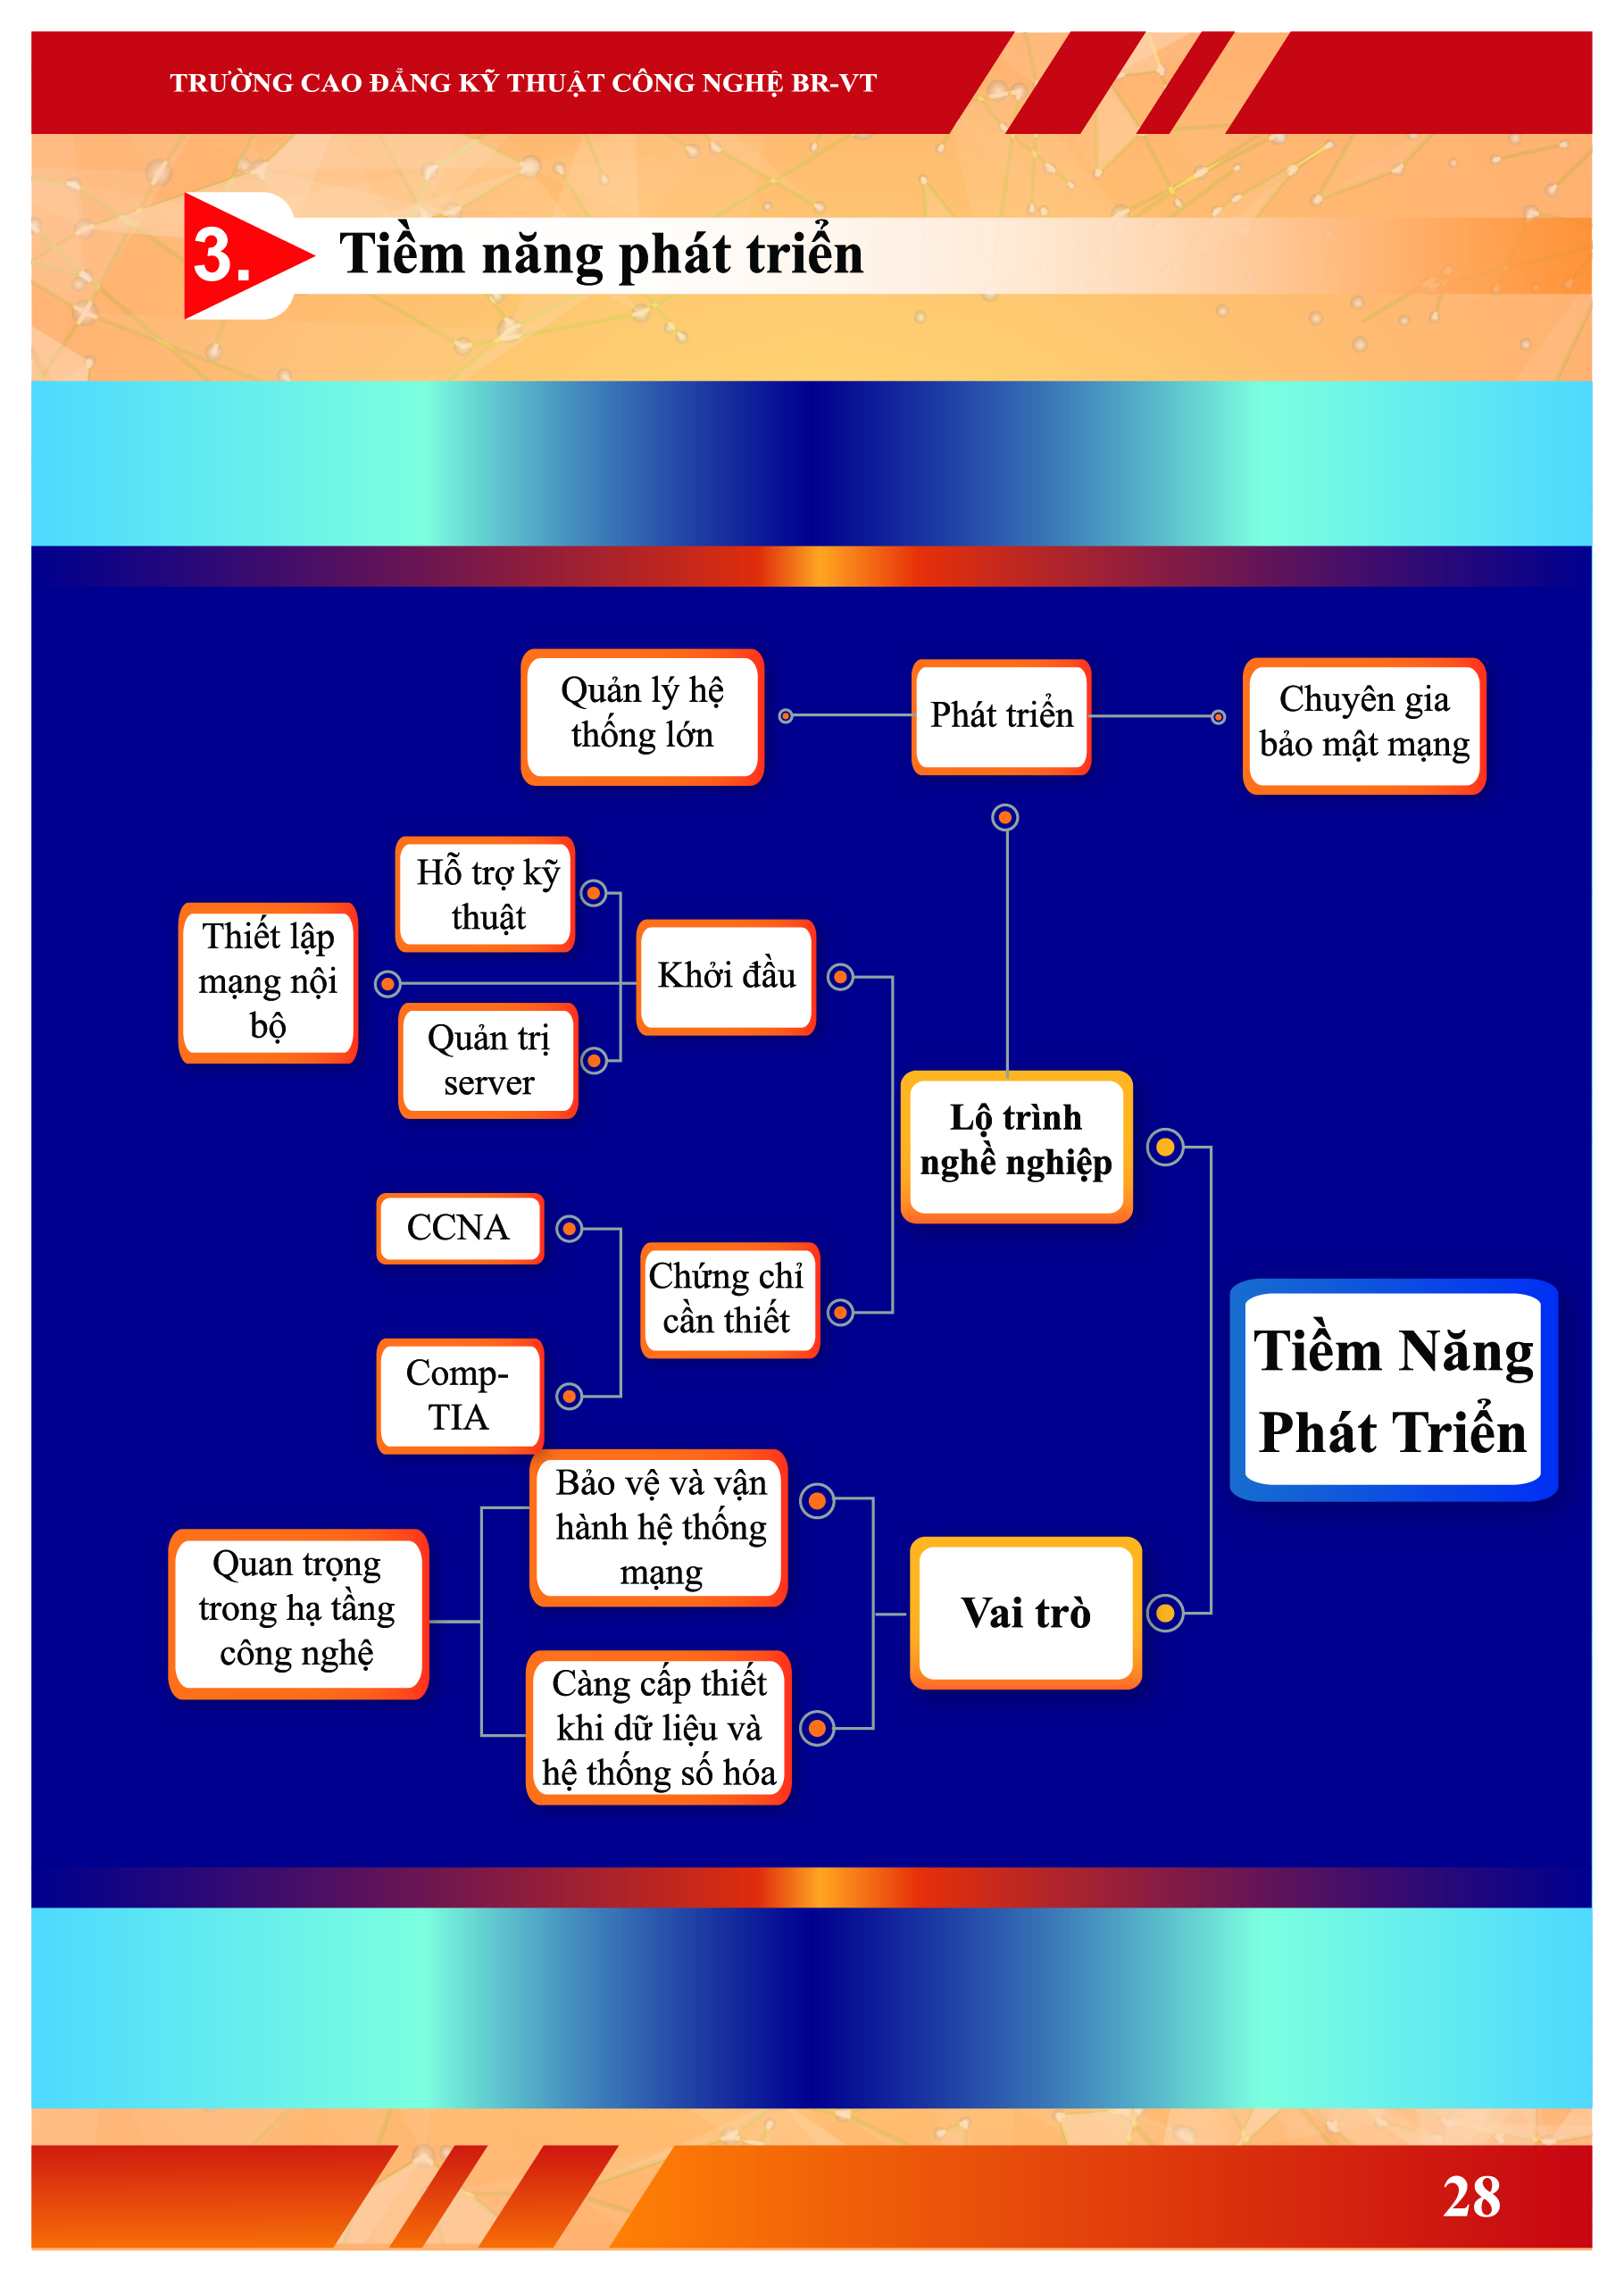 TRƯỜNG CAO ĐẲNG KỸ THUẬT CÔNG NGHỆ BR-VT
3.
Tiềm năng phát triển
Quản lý hệ
thống lớn
Phát triển
Chuyên gia
bảo mật mạng
Hỗ trợ kỹ
thuật
Thiết lập
mạng nội
bộ
Khởi đầu
Quản trị
server
Lộ trình
nghề nghiệp
CCNA
Chứng chỉ
cần thiết
Comp-
TIA
Tiềm Năng
Phát Triển
Bảo vệ và vận
hành hệ thống
mạng
Quan trọng
trong hạ tầng
công nghệ
Vai trò
Càng cấp thiết
khi dữ liệu và
hệ thống số hóa
28